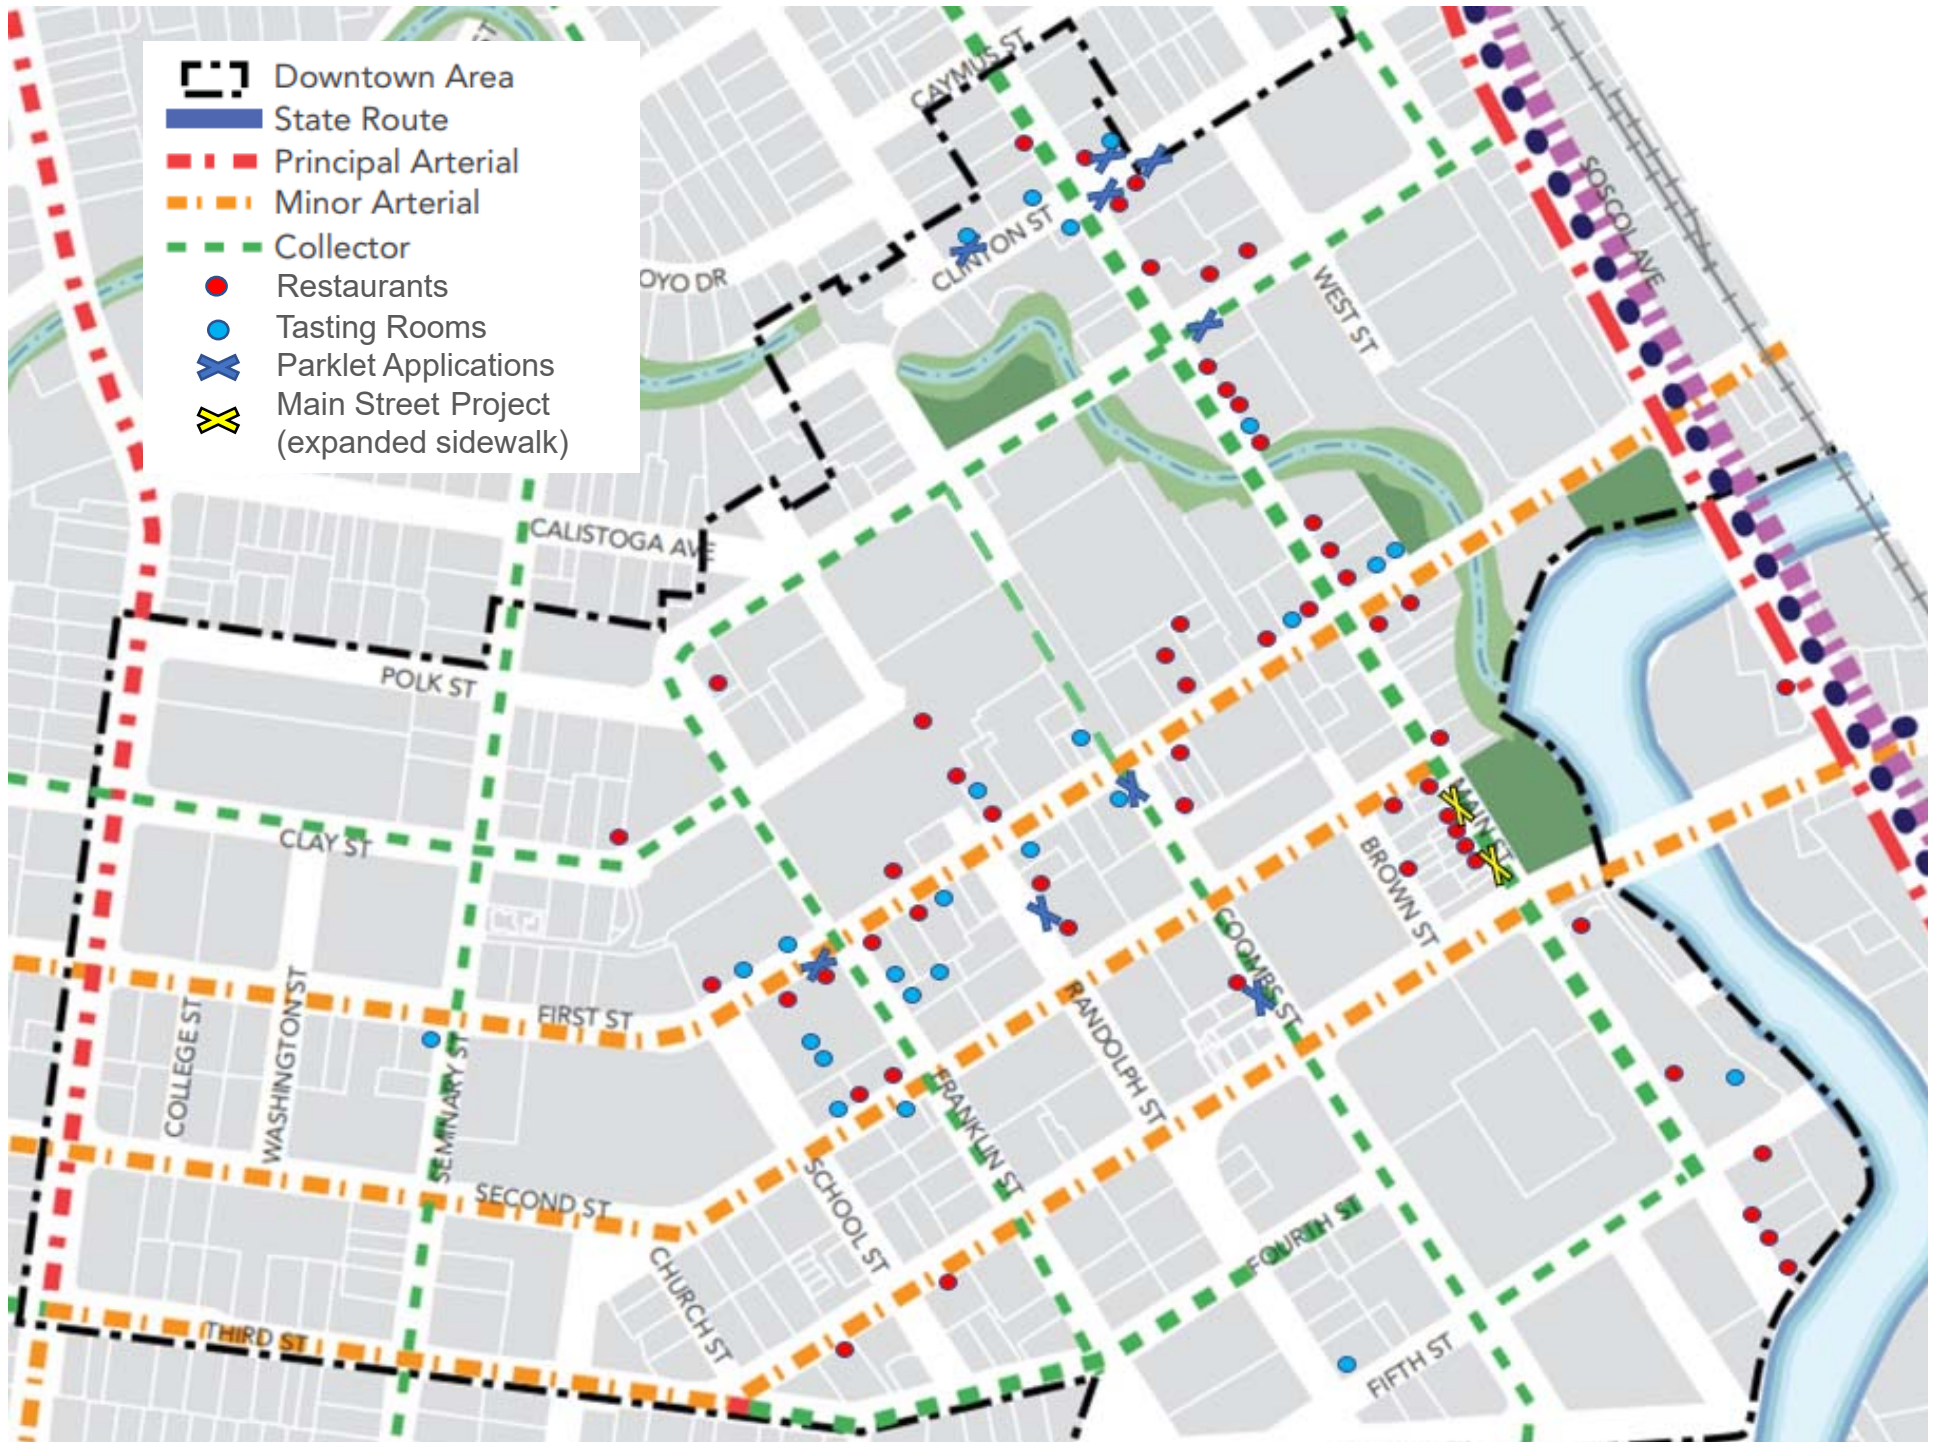 Downtown Area
State Route
Principal Arterial
Minor Arterial
Collector
Restaurants
Tasting Rooms
Parklet Applications
Main Street Project
(expanded sidewalk)
ST
CAYMUS ST
SOSCOL AVE
CLINTON ST
OYO DR
WEST ST
CALISTOGA AVE
POLK ST
MAIN ST
CLAY ST
BROWN ST
COOMBS ST
FIRST ST
COLLEGE ST
WASHINGTON ST
SEMINARY ST
RANDOLPH ST
FRANKLIN ST
SECOND ST
SCHOOL ST
FOURTH ST
CHURCH ST
THIRD ST
FIFTH ST